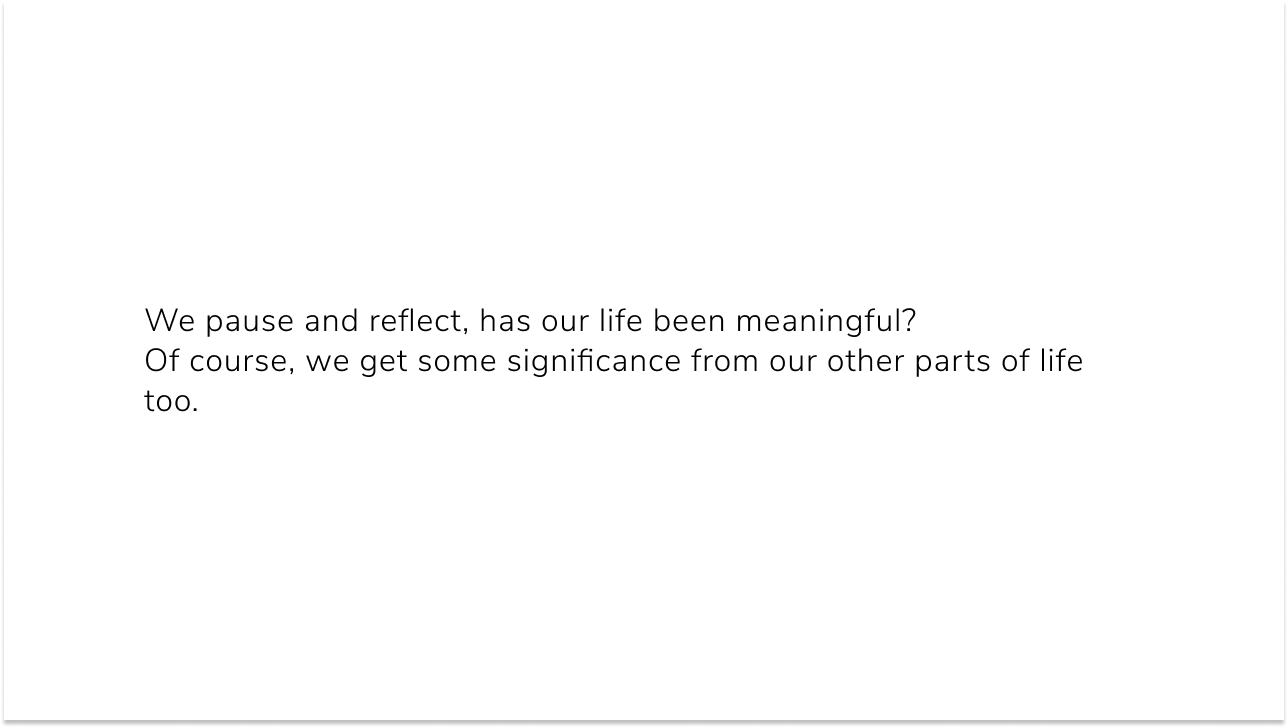 We pause and reflect, has our life been meaningful?
Of course, we get some significance from our other parts of life
too.